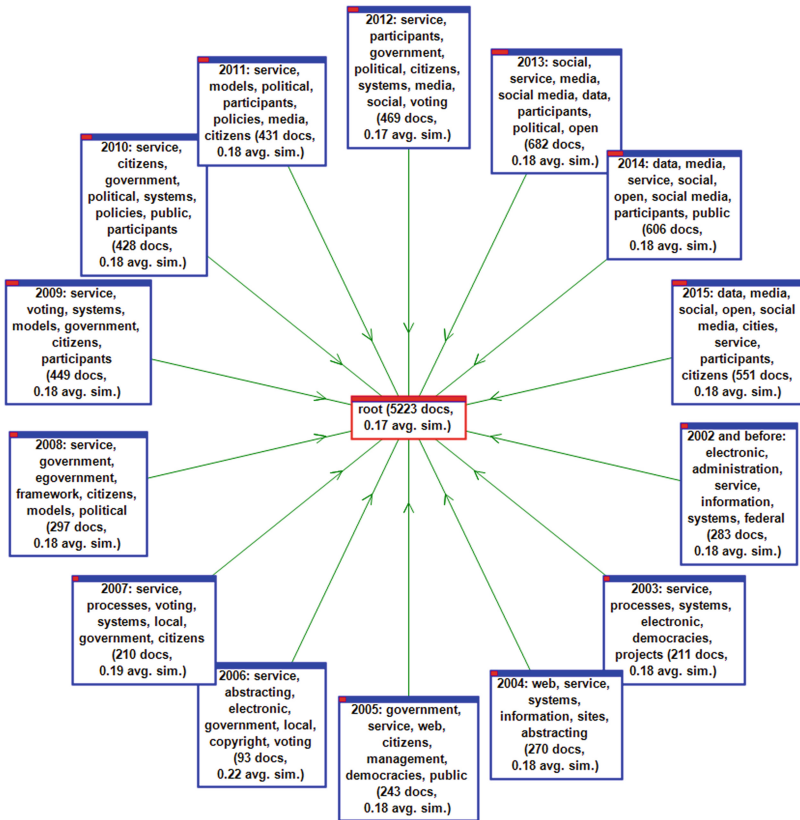 2012: service,
participants,
government,
political, citizens,
systems, media,
social, voting
(469 docs,
0.17 avg. sim.)
2011: service,
models, political,
participants,
policies, media,
citizens (431 docs,
0.18 avg. sim.)
2013: social,
service, media,
social media, data,
participants,
political, open
(682 docs,
0.18 avg. sim.)
2010: service,
citizens,
government,
political, systems,
policies, public,
participants
(428 docs,
0.18 avg. sim.)
2014: data, media,
service, social,
open, social media,
participants, public
(606 docs,
0.18 avg. sim.)
2009: service,
voting, systems,
models, government,
citizens,
participants
(449 docs,
0.18 avg. sim.)
2015: data, media,
social, open, social
media, cities,
service,
participants,
citizens (551 docs,
0.18 avg. sim.)
root (5223 docs,
0.17 avg. sim.)
2008: service,
government,
egovernment,
framework, citizens,
models, political
(297 docs,
0.18 avg. sim.)
2002 and before:
electronic,
administration,
service,
information,
systems, federal
(283 docs,
0.18 avg. sim.)
2007: service,
processes, voting,
systems, local,
government, citizens
(210 docs,
0.19 avg. sim.)
2003: service,
processes, systems,
electronic,
democracies,
projects (211 docs,
0.18 avg. sim.)
2006: service,
abstracting,
electronic,
government, local,
copyright, voting
(93 docs,
0.22 avg. sim.)
2004: web, service,
systems,
information, sites,
abstracting
(270 docs,
0.18 avg. sim.)
2005: government,
service, web,
citizens,
management,
democracies, public
(243 docs,
0.18 avg. sim.)